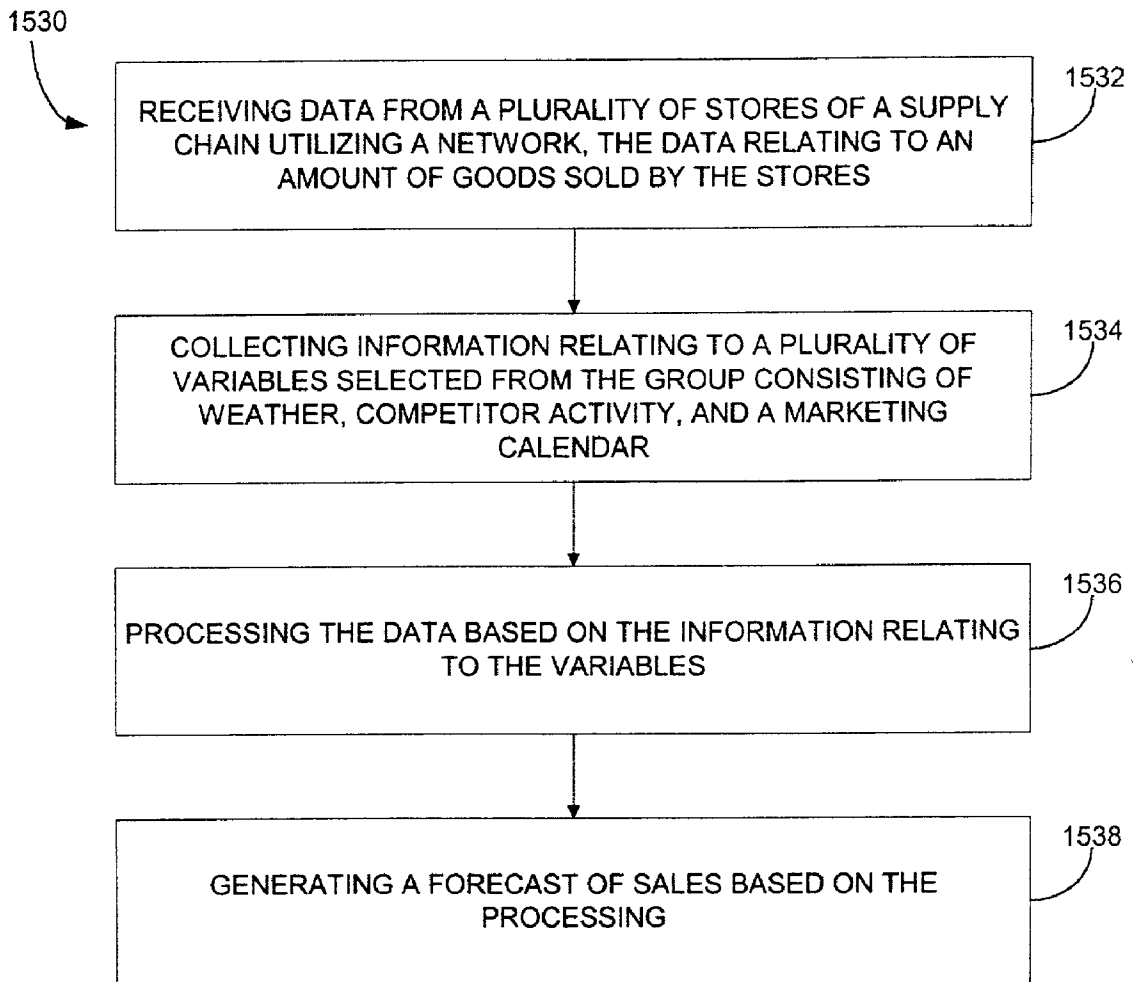 1530
1532
RECEIVING DATA FROM A PLURALITY OF STORES OF A SUPPLY
CHAIN UTILIZING A NETWORK, THE DATA RELATING TO AN
AMOUNT OF GOODS SOLD BY THE STORES
1534
COLLECTING INFORMATION RELATING TO A PLURALITY OF
VARIABLES SELECTED FROM THE GROUP CONSISTING OF
WEATHER, COMPETITOR ACTIVITY, AND A MARKETING
CALENDAR
1536
PROCESSING THE DATA BASED ON THE INFORMATION RELATING
TO THE VARIABLES
1538
GENERATING A FORECAST OF SALES BASED ON THE
PROCESSING